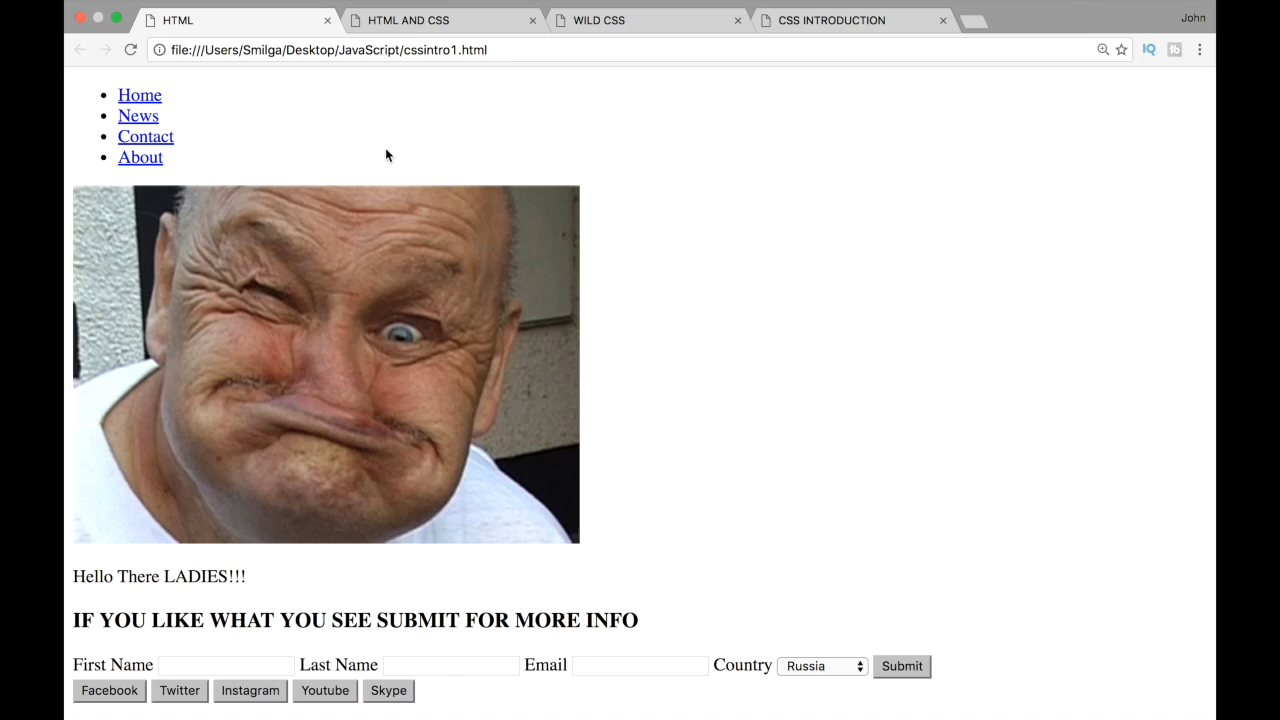 HTML
HTML AND CSS
WILD CSS
CSS INTRODUCTION
John
file:///Users/Smilga/Desktop/JavaScript/cssintro1.html
IQ
tb
Home
News
Contact
About
Hello There LADIES!!!
IF YOU LIKE WHAT YOU SEE SUBMIT FOR MORE INFO
First Name Last Name Email Country Russia Submit
Facebook Twitter Instagram Youtube Skype